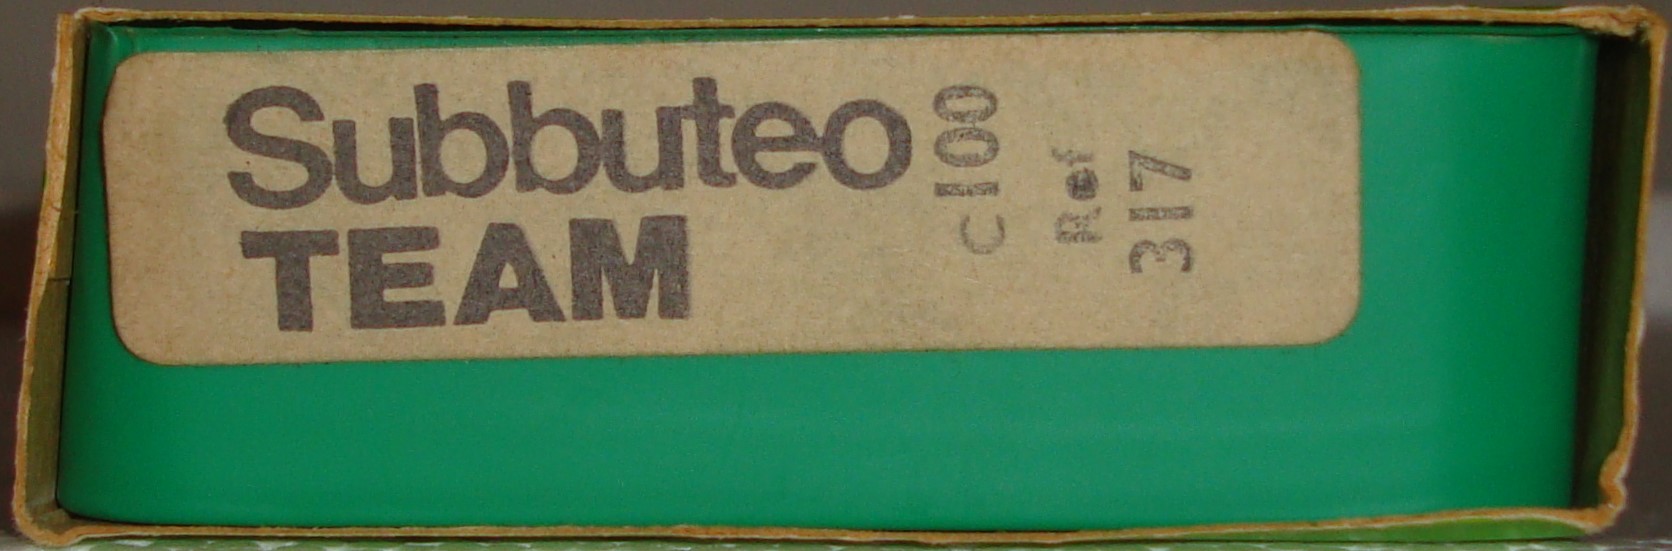 Subbuteo
TEAM
C100
Ref
317